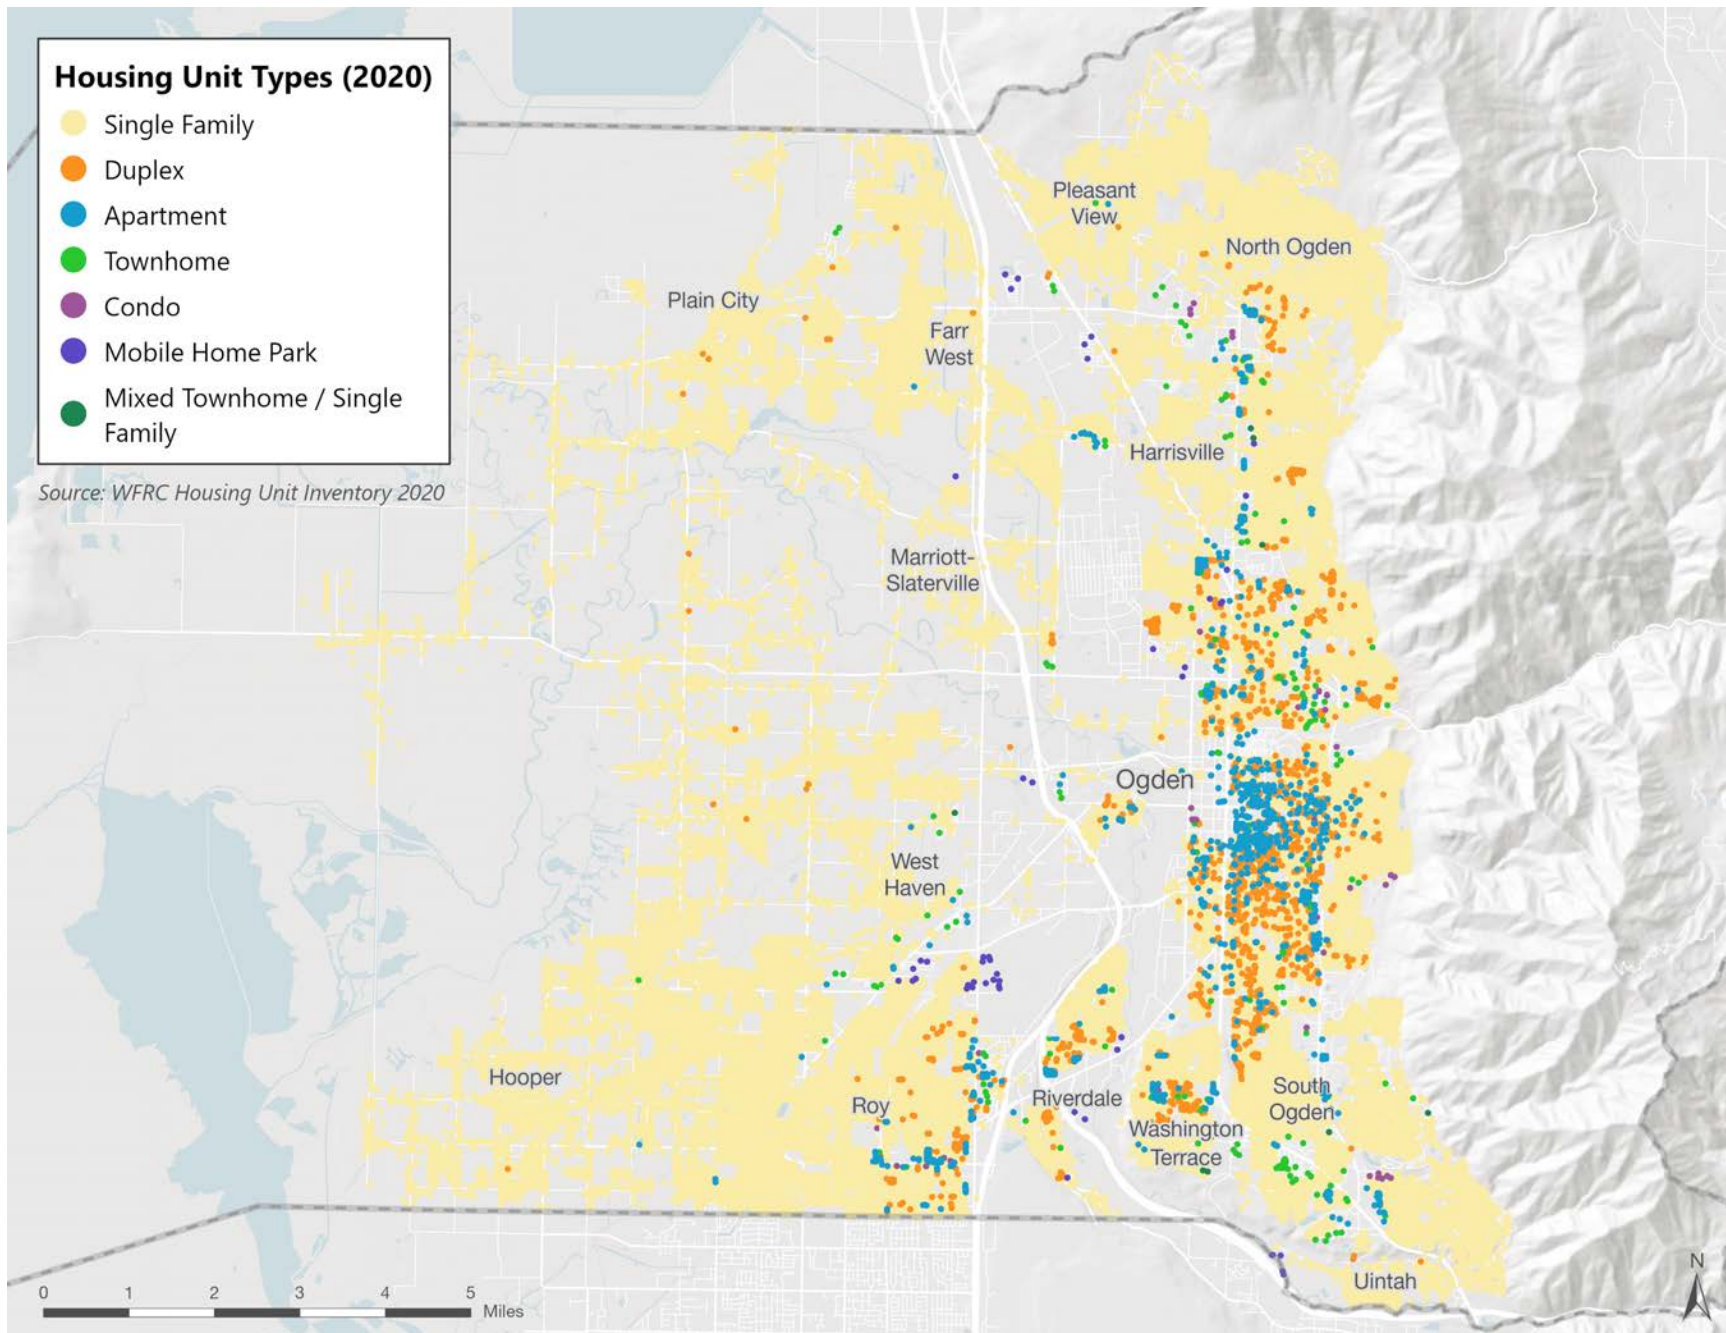 Housing Unit Types (2020)
Single Family
Duplex
Apartment
Townhome
Condo
Mobile Home Park
Mixed Townhome / Single
Family
Source: WFRC Housing Unit Inventory 2020
Pleasant
View
North Ogden
Plain City
Farr
West
Harrisville
Marriott-
Slaterville
Ogden
West
Haven
Hooper
Roy
Riverdale
South
Ogden
Washington
Terrace
Uintah
0 1 2 3 4 5
Miles
N